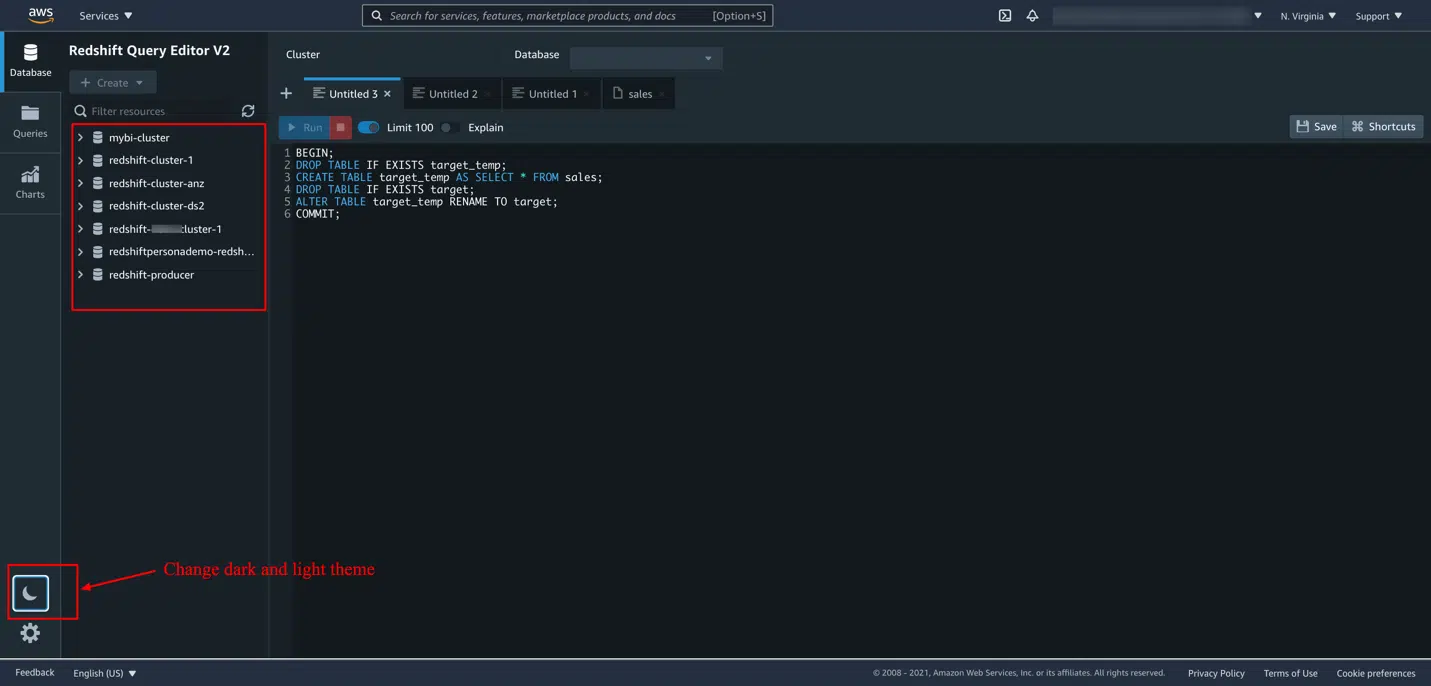 aws
Services
Search for services, features, marketplace products, and docs [Option+S]
N. Virginia
Support
Database
Queries
Charts
Redshift Query Editor V2
+ Create
Filter resources
mybi-cluster
redshift-cluster-1
redshift-cluster-anz
redshift-cluster-ds2
redshift- cluster-1
redshiftpersonademo-redsh...
redshift-producer
Cluster
Database
Untitled 3
Untitled 2
Untitled 1
sales
Run
Limit 100
Explain
Save
Shortcuts
1 BEGIN;
2 DROP TABLE IF EXISTS target_temp;
3 CREATE TABLE target_temp AS SELECT * FROM sales;
4 DROP TABLE IF EXISTS target;
5 ALTER TABLE target_temp RENAME TO target;
6 COMMIT;
Change dark and light theme
Feedback
English (US)
© 2008 - 2021, Amazon Web Services, Inc. or its affiliates. All rights reserved.
Privacy Policy
Terms of Use
Cookie preferences